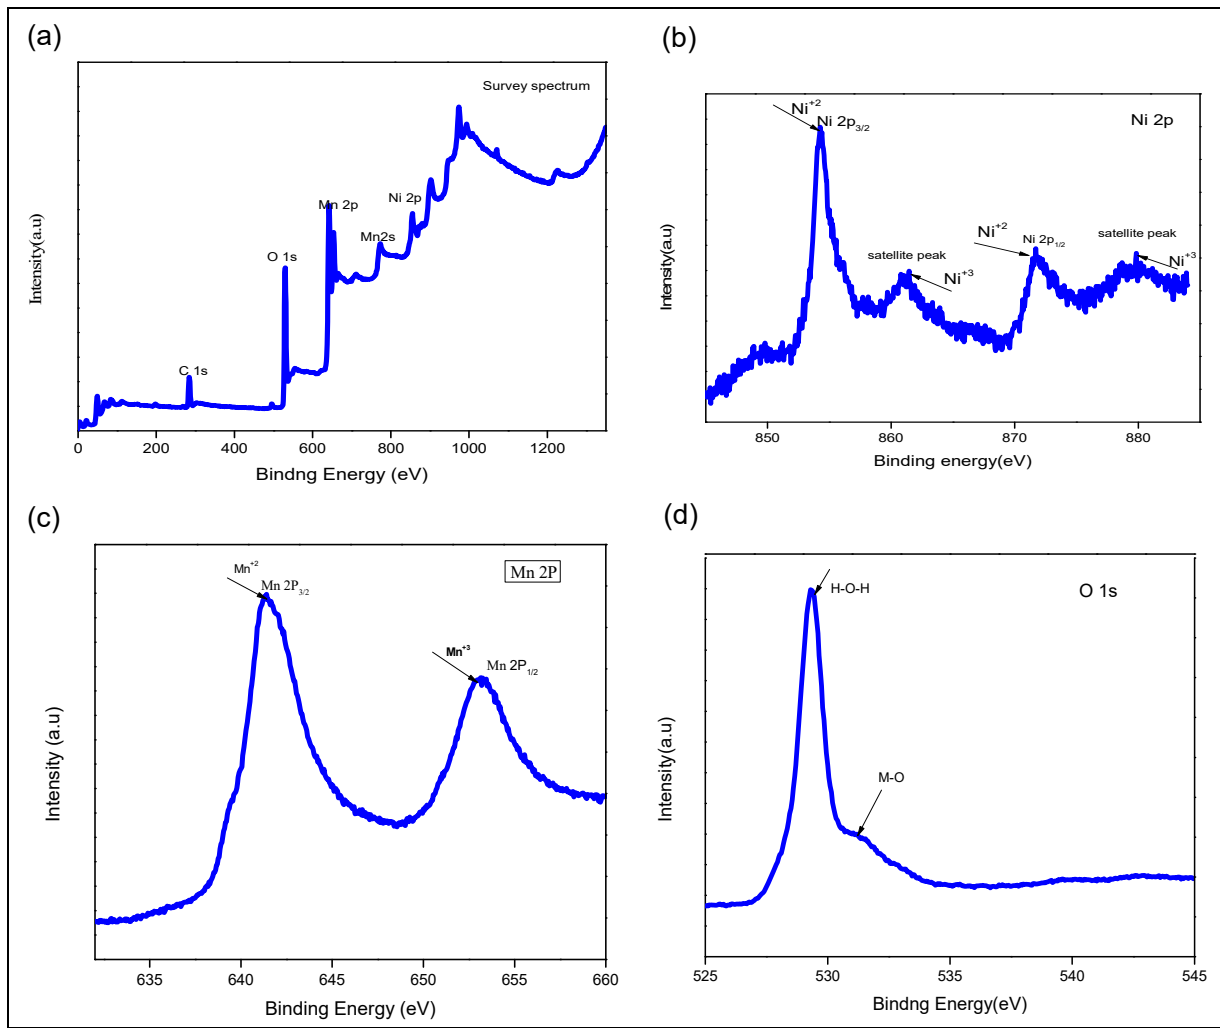 (a)
Survey spectrum
Ni 2p
Mn 2p
Mn2s
O 1s
C 1s
Intensity(a.u)
0 200 400 600 800 1000 1200
Bindng Energy (eV)
(b)
Ni+2
Ni 2p3/2
Ni 2p
Ni+2
Ni 2p1/2
satellite peak
satellite peak
Ni+3
Ni+3
Intensity(a.u)
850 860 870 880
Binding energy(eV)
(c)
Mn 2P
Mn+2
Mn 2P3/2
Mn+3
Mn 2P1/2
Intensity (a.u)
635 640 645 650 655 660
Binding Energy (eV)
(d)
H-O-H
O 1s
M-O
Intensity(a.u)
525 530 535 540 545
Bindng Energy(eV)